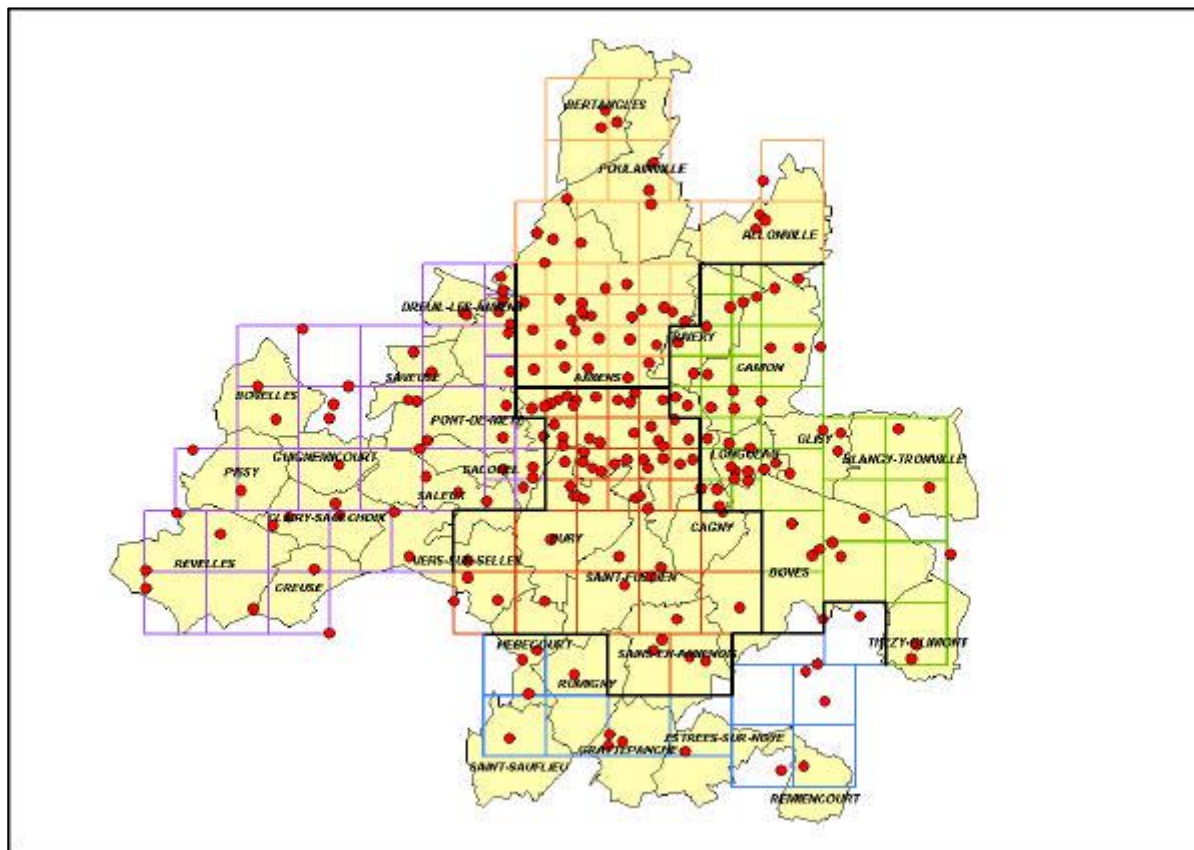 BERTANGLES
POULAINVILLE
ALLONVILLE
DREUIL-LES-AMIENS
RIVERY
SAVEUSE
AMIENS
CAMON
BOVELLES
PONT-DE-METZ
GLISY
GUIGNEMICOURT
SALOUEL
LONGUEAU
BLANGY-TRONVILLE
PISSY
SALEUX
CLAIRY-SAULCHOIX
CAGNY
DURY
REVELLES
VERS-SUR-SELLES
SAINT-FUSCIEN
BOVES
CREUSE
HEBECOURT
THEZY-GLIMONT
SAINS-EN-AMIENOIS
RUMIGNY
ESTREES-SUR-NOYE
GRATTEPANCHE
SAINT-SAUFLIEU
REMIENCOURT